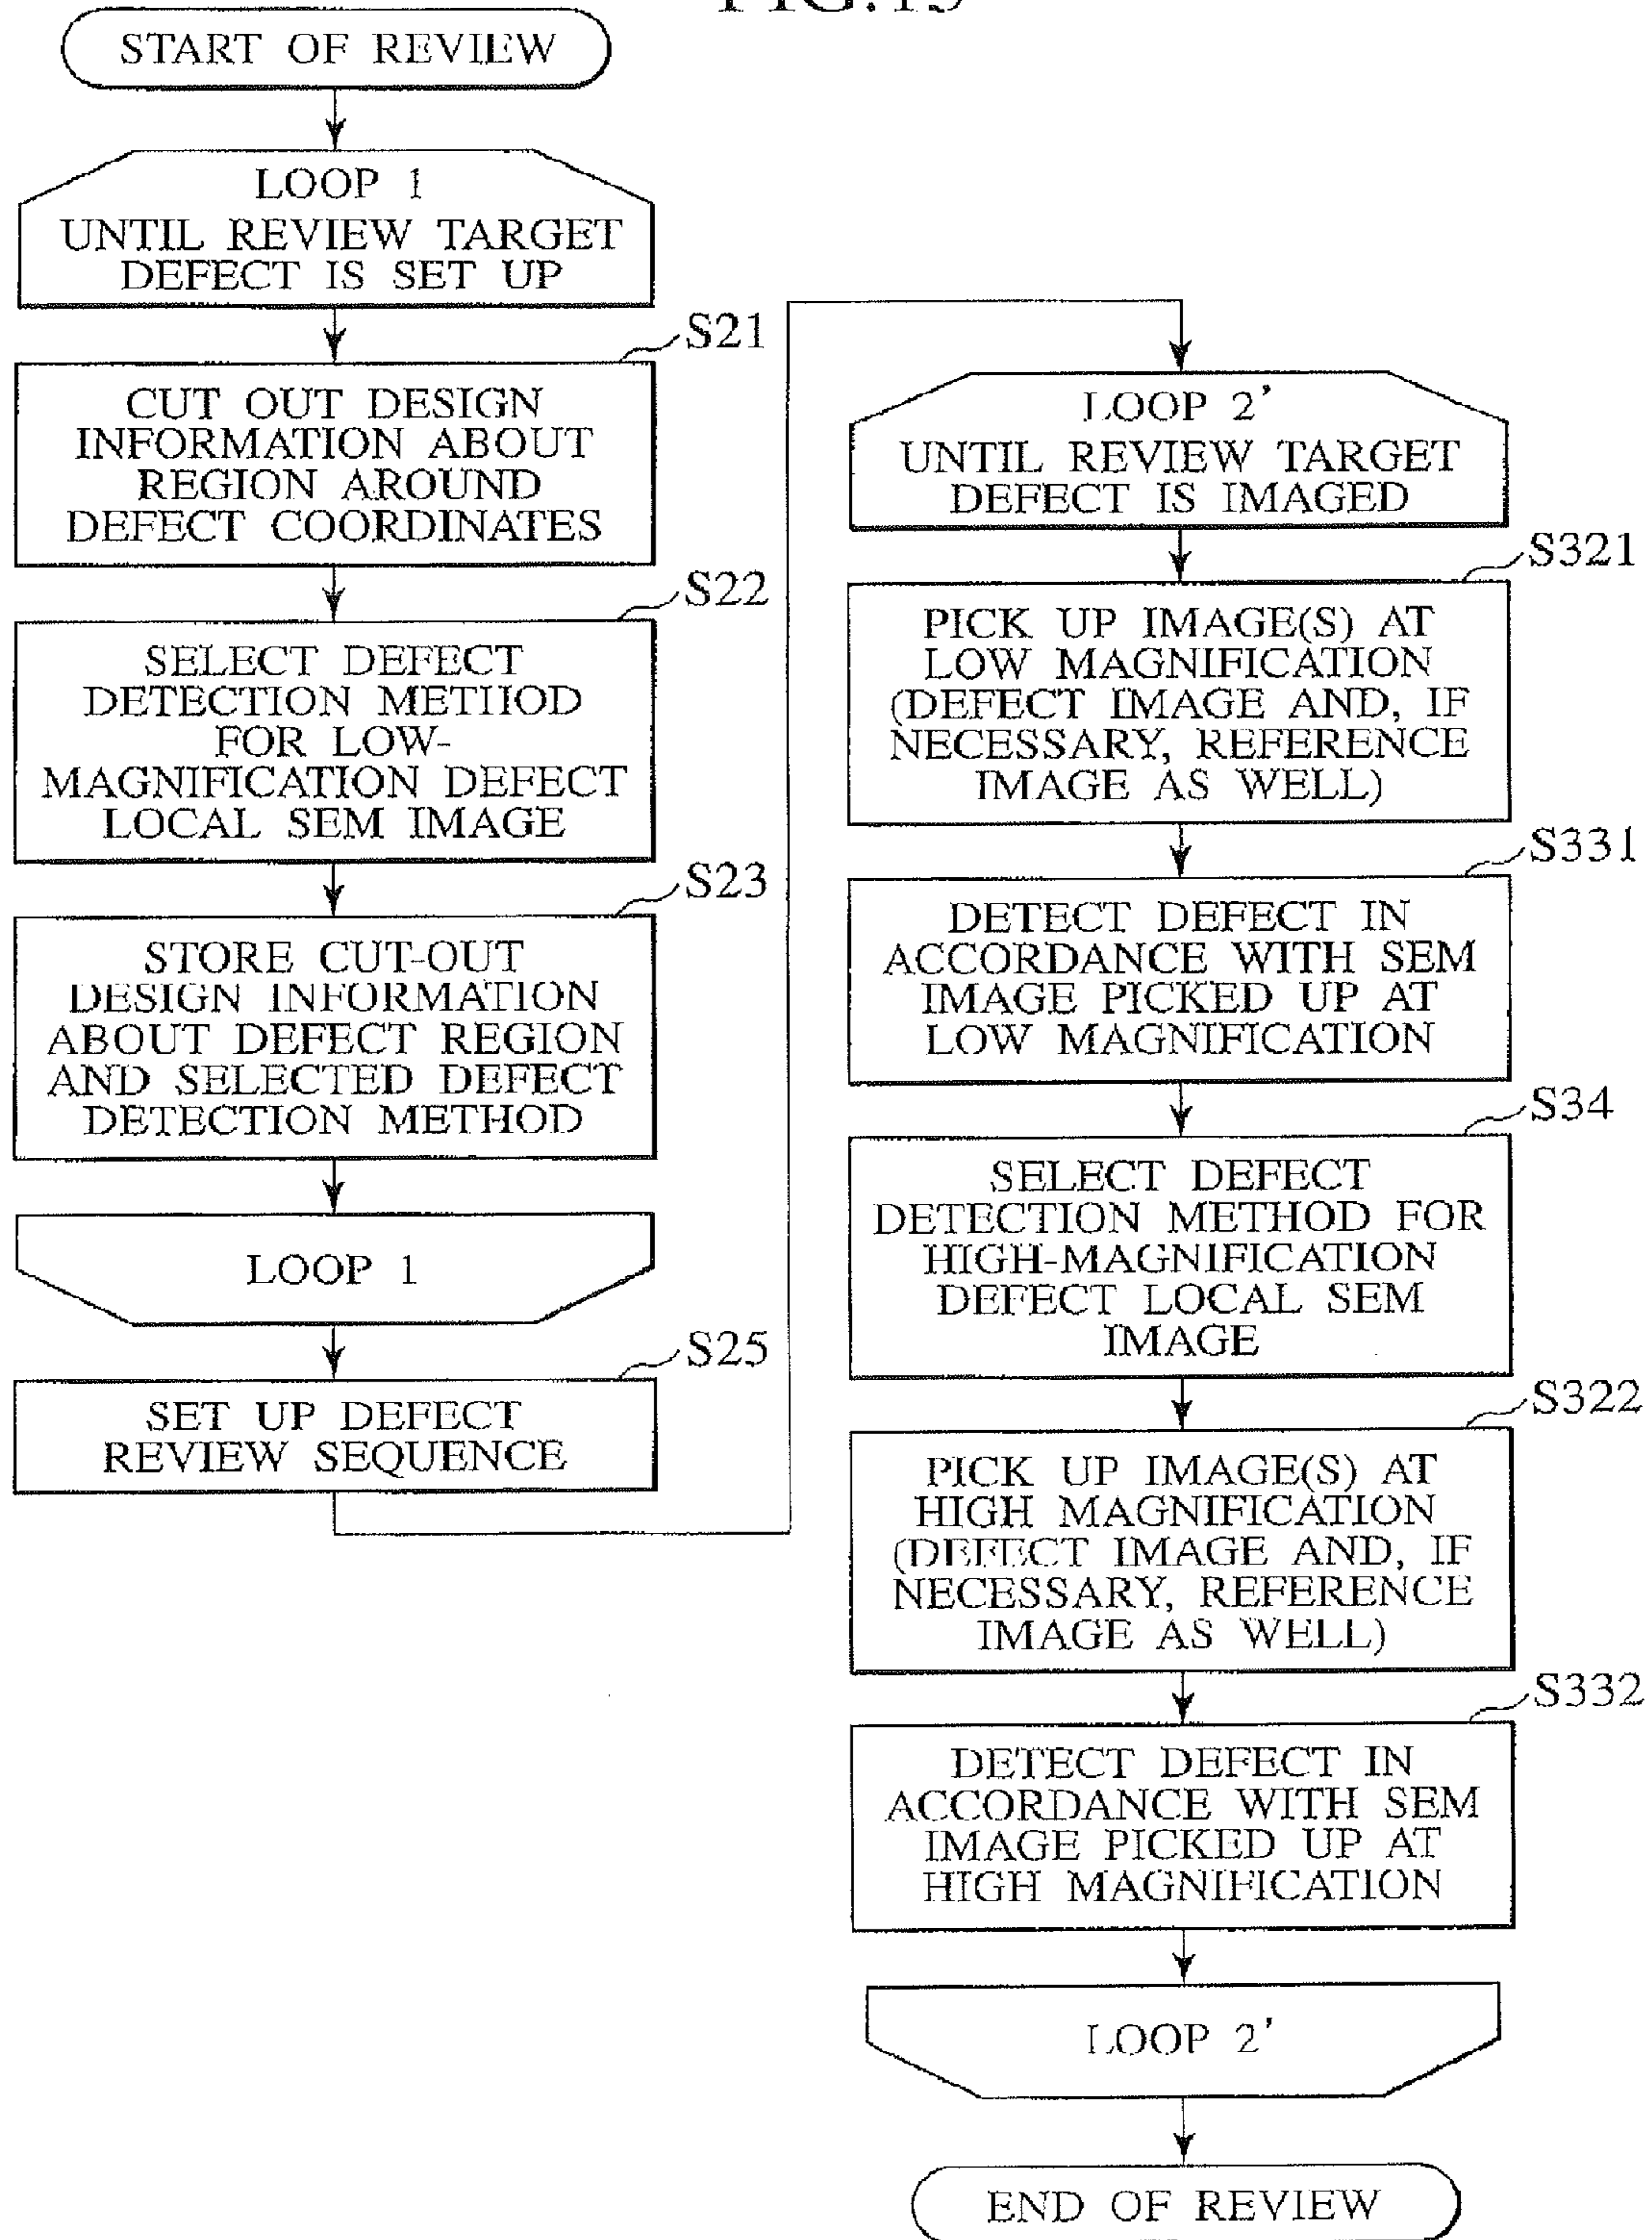 START OF REVIEW
LOOP 1
UNTIL REVIEW TARGET
DEFECT IS SET UP
S21
CUT OUT DESIGN
INFORMATION ABOUT
REGION AROUND
DEFECT COORDINATES
S22
SELECT DEFECT
DETECTION METHOD
FOR LOW-
MAGNIFICATION DEFECT
LOCAL SEM IMAGE
S23
STORE CUT-OUT
DESIGN INFORMATION
ABOUT DEFECT REGION
AND SELECTED DEFECT
DETECTION METHOD
LOOP 1
S25
SET UP DEFECT
REVIEW SEQUENCE
LOOP 2'
UNTIL REVIEW TARGET
DEFECT IS IMAGED
S321
PICK UP IMAGE(S) AT
LOW MAGNIFICATION
(DEFECT IMAGE AND, IF
NECESSARY, REFERENCE
IMAGE AS WELL)
S331
DETECT DEFECT IN
ACCORDANCE WITH SEM
IMAGE PICKED UP AT
LOW MAGNIFICATION
S34
SELECT DEFECT
DETECTION METHOD FOR
HIGH-MAGNIFICATION
DEFECT LOCAL SEM
IMAGE
S322
PICK UP IMAGE(S) AT
HIGH MAGNIFICATION
(DEFECT IMAGE AND, IF
NECESSARY, REFERENCE
IMAGE AS WELL)
S332
DETECT DEFECT IN
ACCORDANCE WITH SEM
IMAGE PICKED UP AT
HIGH MAGNIFICATION
LOOP 2'
END OF REVIEW